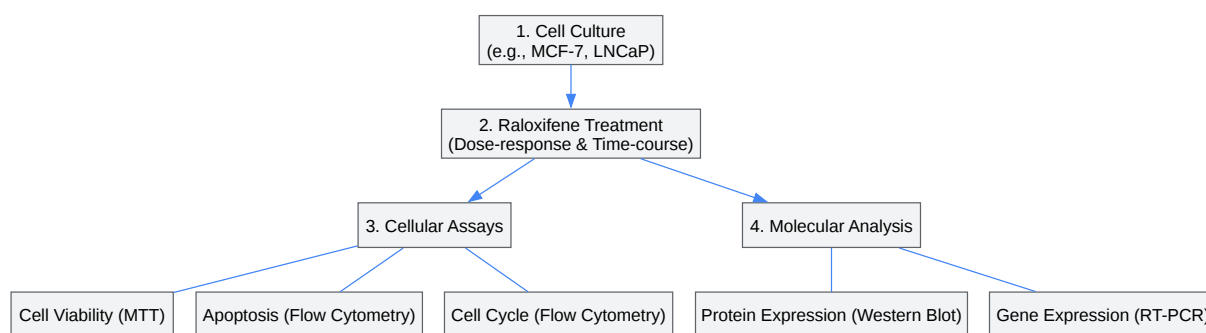 1. Cell Culture
(e.g., MCF-7, LNCaP)
2. Raloxifene Treatment
(Dose-response & Time-course)
3. Cellular Assays
4. Molecular Analysis
Cell Viability (MTT)
Apoptosis (Flow Cytometry)
Cell Cycle (Flow Cytometry)
Protein Expression (Western Blot)
Gene Expression (RT-PCR)